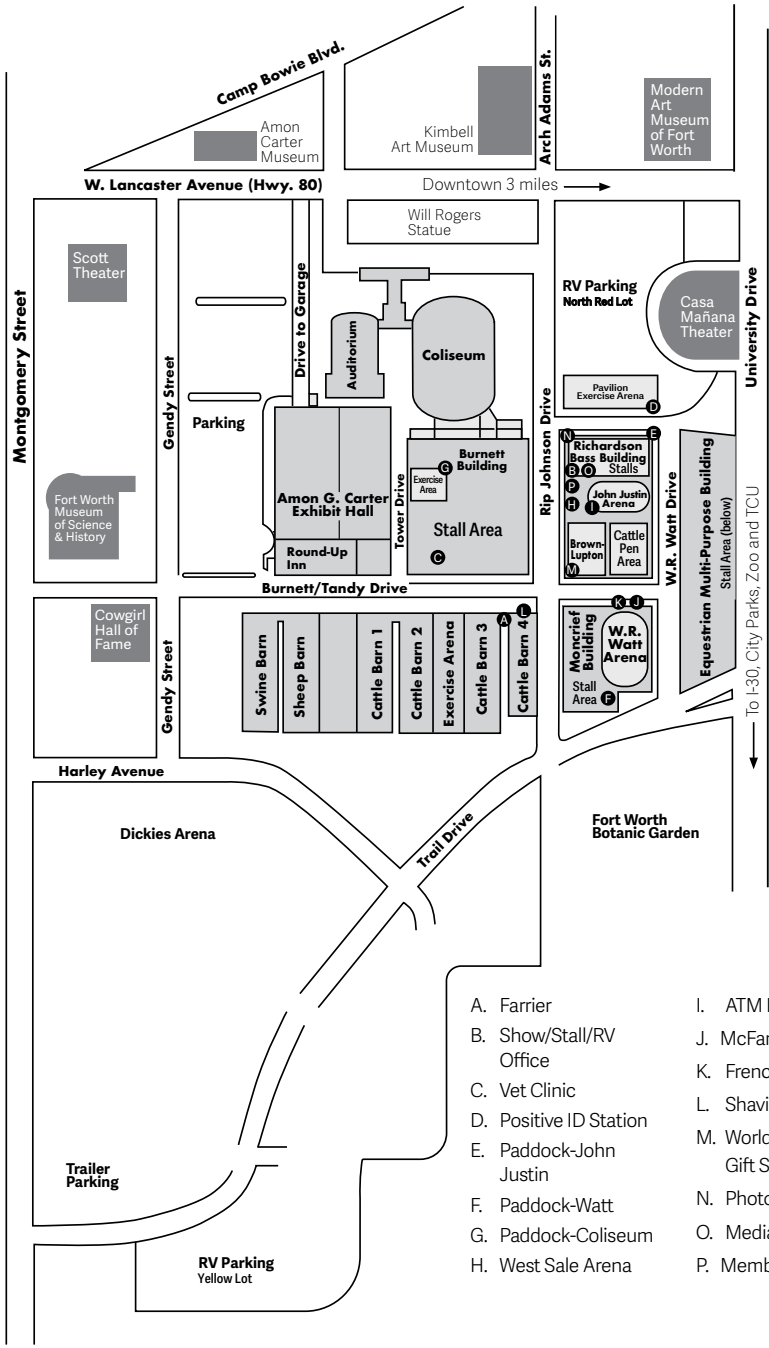 Camp Bowie Blvd.
Amon
Carter
Museum
Kimbell
Art Museum
Arch Adams St.
Modern
Art
Museum
of Fort
Worth
W. Lancaster Avenue (Hwy. 80)
Downtown 3 miles
Will Rogers
Statue
Scott
Theater
Montgomery Street
Gendy Street
Drive to Garage
Parking
Auditorium
Coliseum
Rip Johnson Drive
RV Parking
North Red Lot
Casa
Mañana
Theater
University Drive
Pavilion
Exercise Arena
D
Fort Worth
Museum
of Science
& History
Amon G. Carter
Exhibit Hall
Round-Up
Inn
Tower Drive
Burnett
Building
G
Exercise
Area
Stall Area
C
N
E
Richardson
Bass Building
B O Stalls
P
H
John Justin
Arena
I
Brown-
Lupton
M
Cattle
Pen
Area
W.R. Watt Drive
Equestrian Multi-Purpose Building
Stall Area (below)
Burnett/Tandy Drive
Cowgirl
Hall of
Fame
Gendy Street
Swine Barn
Sheep Barn
Cattle Barn 1
Cattle Barn 2
Exercise Arena
Cattle Barn 3
A
L
Cattle Barn 4
K J
Moncrief
Building
W.R.
Watt
Arena
Stall
Area F
To I-30, City Parks, Zoo and TCU
Harley Avenue
Dickies Arena
Trail Drive
Fort Worth
Botanic Garden
Trailer
Parking
RV Parking
Yellow Lot
A. Farrier
B. Show/Stall/RV
Office
C. Vet Clinic
D. Positive ID Station
E. Paddock-John
Justin
F. Paddock-Watt
G. Paddock-Coliseum
H. West Sale Arena
I. ATM
J. McFar
K. Frenc
L. Shavi
M. World
Gift S
N. Photo
O. Media
P. Memb